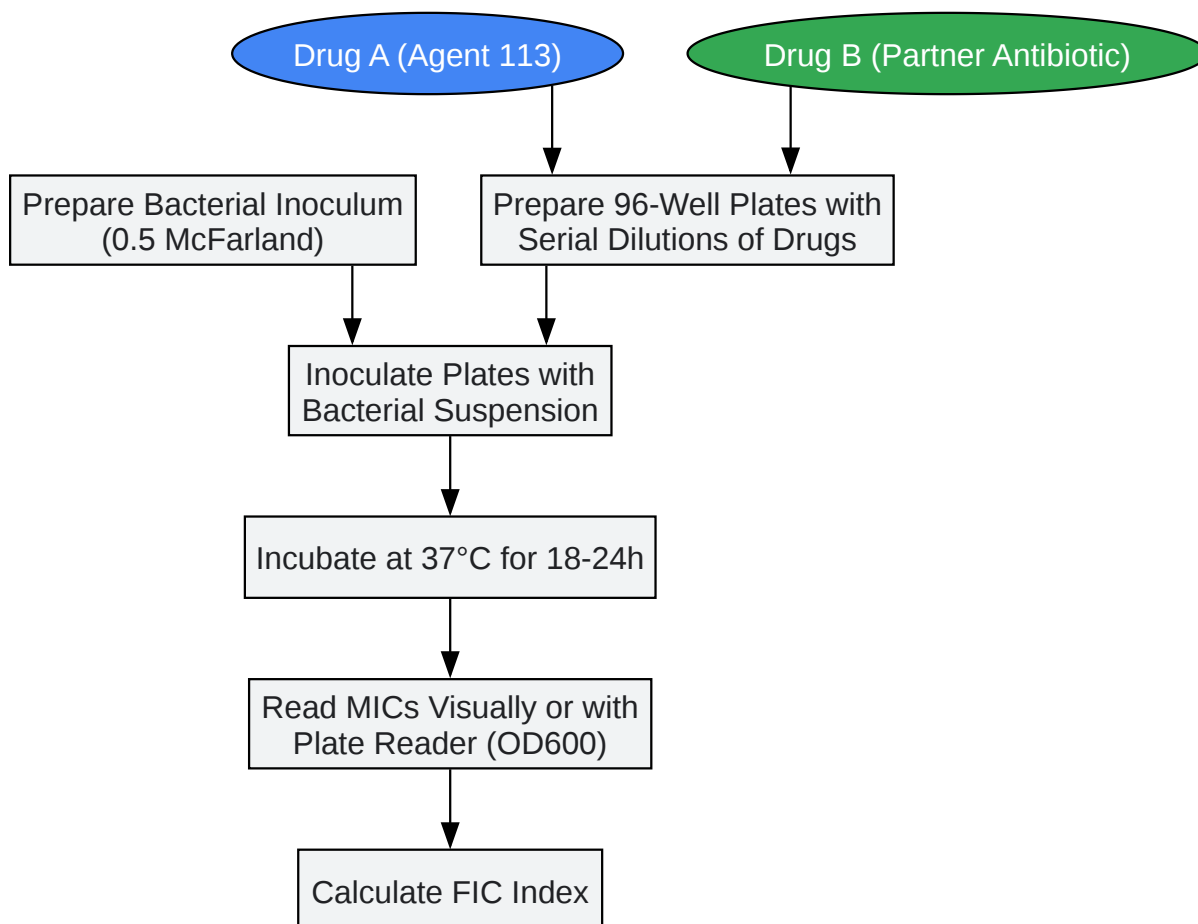 Drug A (Agent 113)
Drug B (Partner Antibiotic)
Prepare Bacterial Inoculum
(0.5 McFarland)
Prepare 96-Well Plates with
Serial Dilutions of Drugs
Inoculate Plates with
Bacterial Suspension
Incubate at 37°C for 18-24h
Read MICs Visually or with
Plate Reader (OD600)
Calculate FIC Index